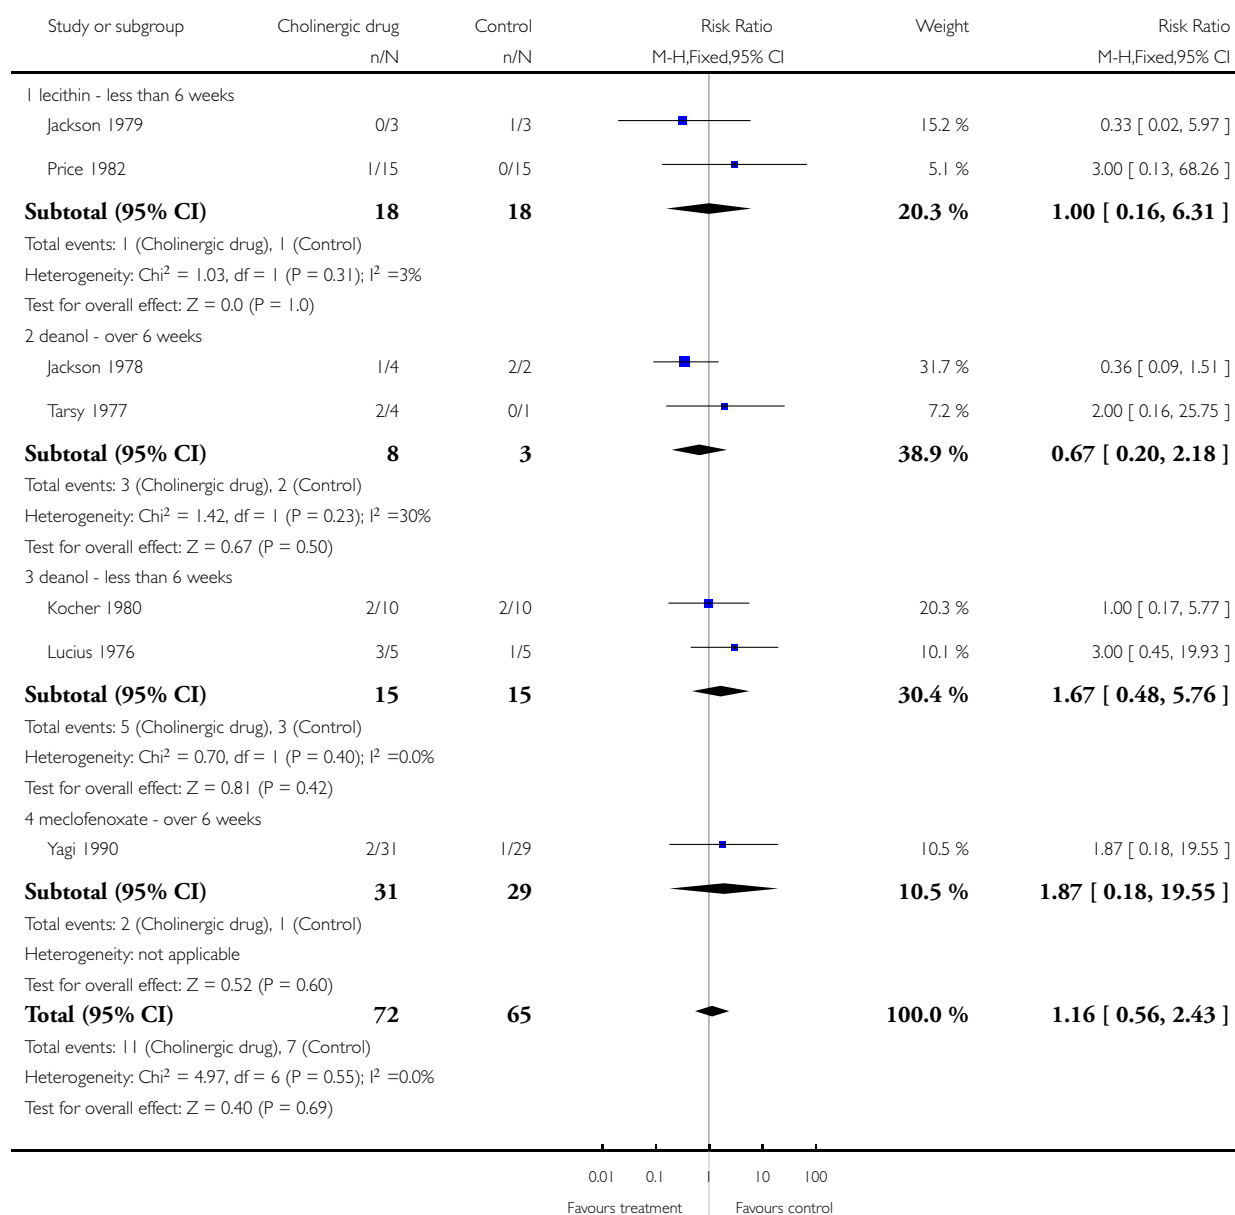 Study or subgroup Cholinergic drug Control Risk Ratio Weight Risk Ratio
n/N n/N M-H,Fixed,95% CI M-H,Fixed,95% CI
1 lecithin - less than 6 weeks
Jackson 1979 0/3 1/3 15.2 % 0.33 [ 0.02, 5.97 ]
Price 1982 1/15 0/15 5.1 % 3.00 [ 0.13, 68.26 ]
Subtotal (95% CI) 18 18 20.3 % 1.00 [ 0.16, 6.31 ]
Total events: 1 (Cholinergic drug), 1 (Control)
Heterogeneity: Chi² = 1.03, df = 1 (P = 0.31); I² =3%
Test for overall effect: Z = 0.0 (P = 1.0)
2 deanol - over 6 weeks
Jackson 1978 1/4 2/2 31.7 % 0.36 [ 0.09, 1.51 ]
Tarsy 1977 2/4 0/1 7.2 % 2.00 [ 0.16, 25.75 ]
Subtotal (95% CI) 8 3 38.9 % 0.67 [ 0.20, 2.18 ]
Total events: 3 (Cholinergic drug), 2 (Control)
Heterogeneity: Chi² = 1.42, df = 1 (P = 0.23); I² =30%
Test for overall effect: Z = 0.67 (P = 0.50)
3 deanol - less than 6 weeks
Kocher 1980 2/10 2/10 20.3 % 1.00 [ 0.17, 5.77 ]
Lucius 1976 3/5 1/5 10.1 % 3.00 [ 0.45, 19.93 ]
Subtotal (95% CI) 15 15 30.4 % 1.67 [ 0.48, 5.76 ]
Total events: 5 (Cholinergic drug), 3 (Control)
Heterogeneity: Chi² = 0.70, df = 1 (P = 0.40); I² =0.0%
Test for overall effect: Z = 0.81 (P = 0.42)
4 meclofenoxate - over 6 weeks
Yagi 1990 2/31 1/29 10.5 % 1.87 [ 0.18, 19.55 ]
Subtotal (95% CI) 31 29 10.5 % 1.87 [ 0.18, 19.55 ]
Total events: 2 (Cholinergic drug), 1 (Control)
Heterogeneity: not applicable
Test for overall effect: Z = 0.52 (P = 0.60)
Total (95% CI) 72 65 100.0 % 1.16 [ 0.56, 2.43 ]
Total events: 11 (Cholinergic drug), 7 (Control)
Heterogeneity: Chi² = 4.97, df = 6 (P = 0.55); I² =0.0%
Test for overall effect: Z = 0.40 (P = 0.69)
0.01 0.1 1 10 100
Favours treatment Favours control